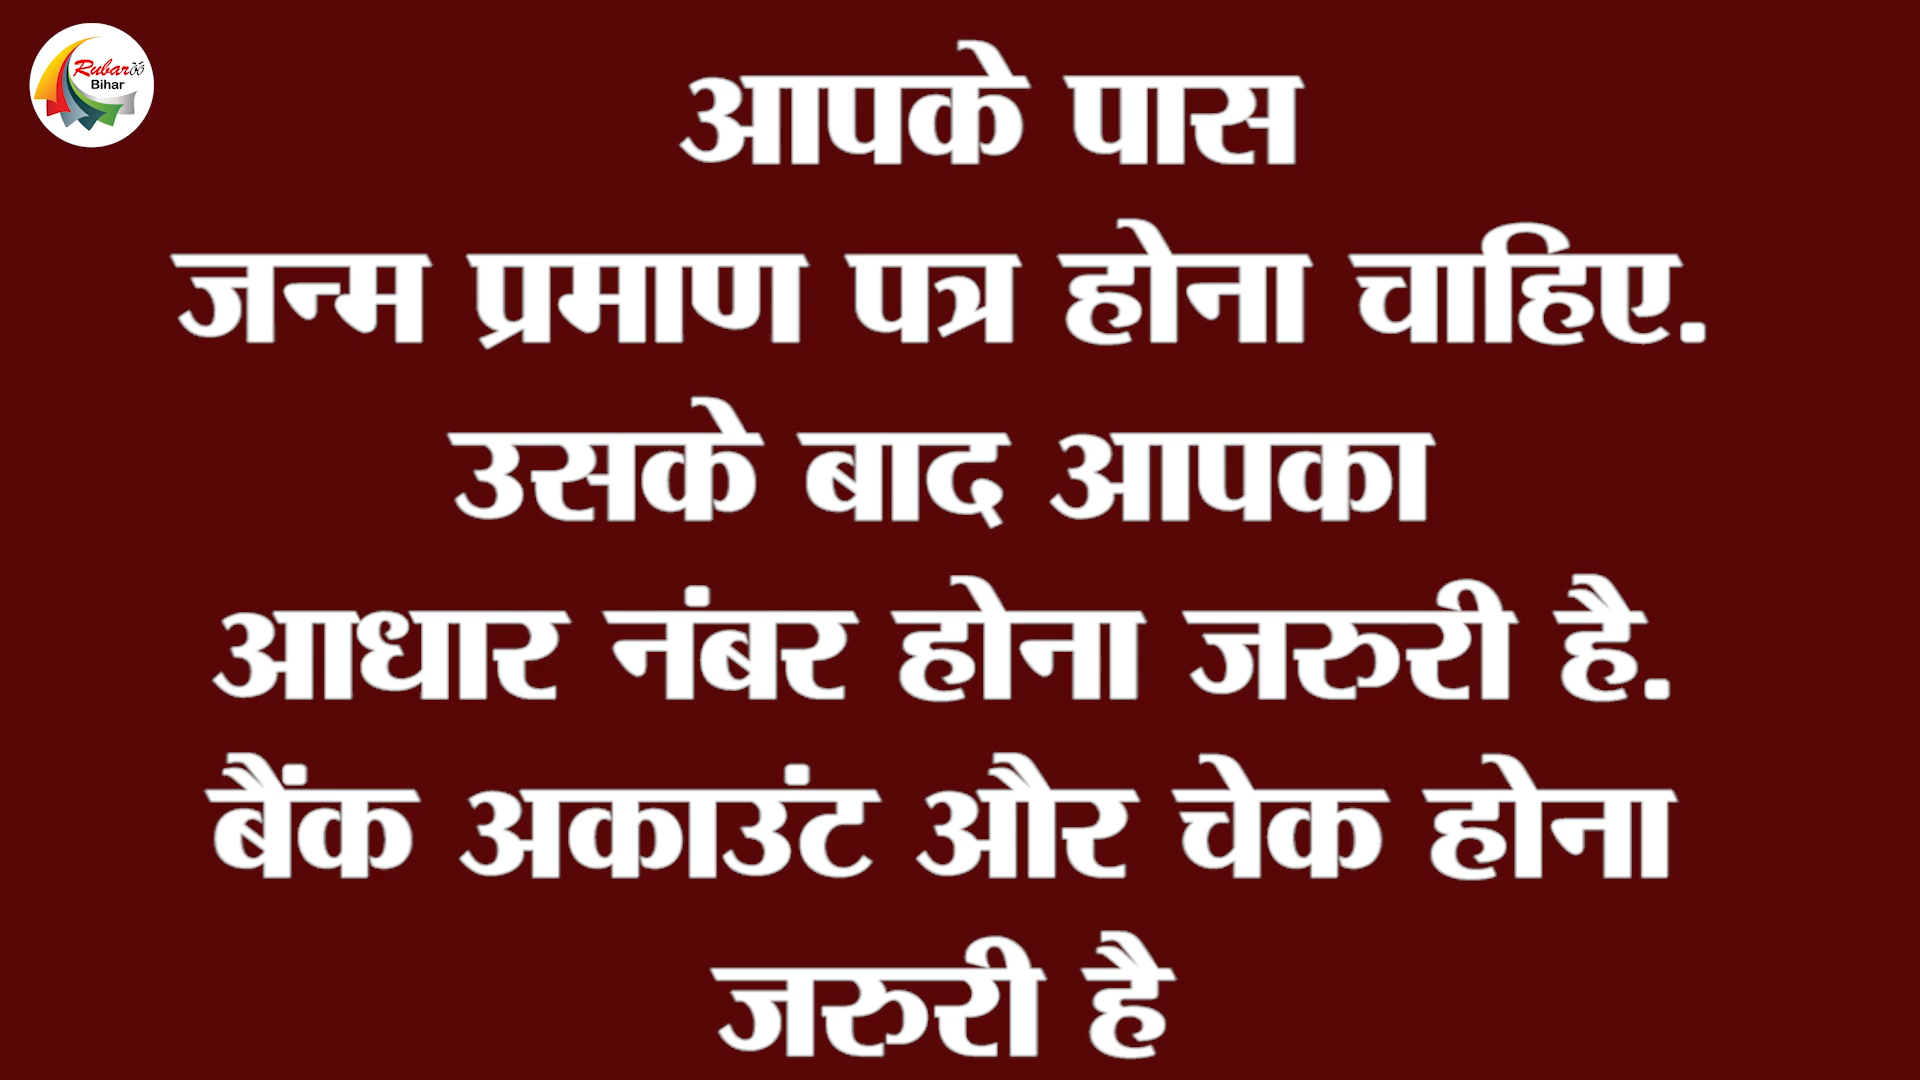 Rubaroo
Bihar
आपके पास
जन्म प्रमाण पत्र होना चाहिए.
उसके बाद आपका
आधार नंबर होना जरुरी है.
बैंक अकाउंट और चेक होना
जरुरी है